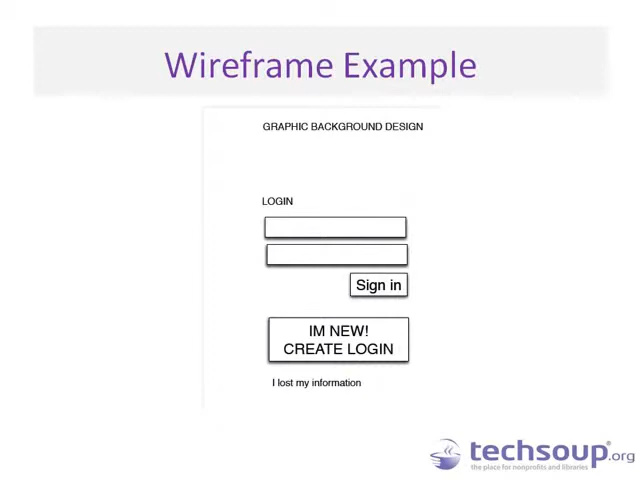 Wireframe Example
GRAPHIC BACKGROUND DESIGN
LOGIN
Sign in
IM NEW!
CREATE LOGIN
I lost my information
techsoup®.org
the place for nonprofits and libraries